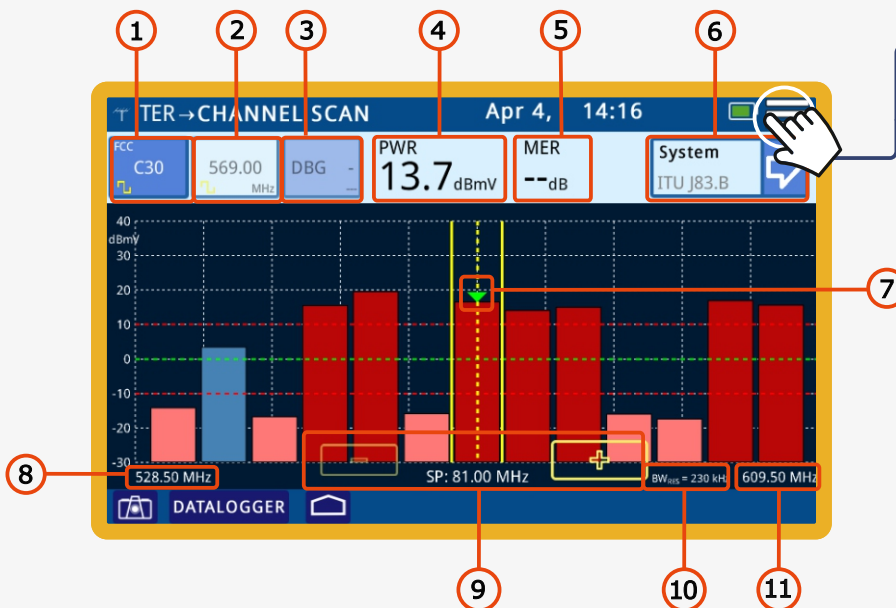 1 2 3 4 5 6
TER→CHANNEL SCAN Apr 4, 14:16
FCC
C30
569.00
MHz
DBG -
PWR
13.7 dBmV
MER
--dB
System
ITU J83.B
7
40
dBmV
30
20
10
0
-10
-20
-30
8
528.50 MHz SP: 81.00 MHz BWRES = 230 kHz 609.50 MHz
DATALOGGER
9 10 11